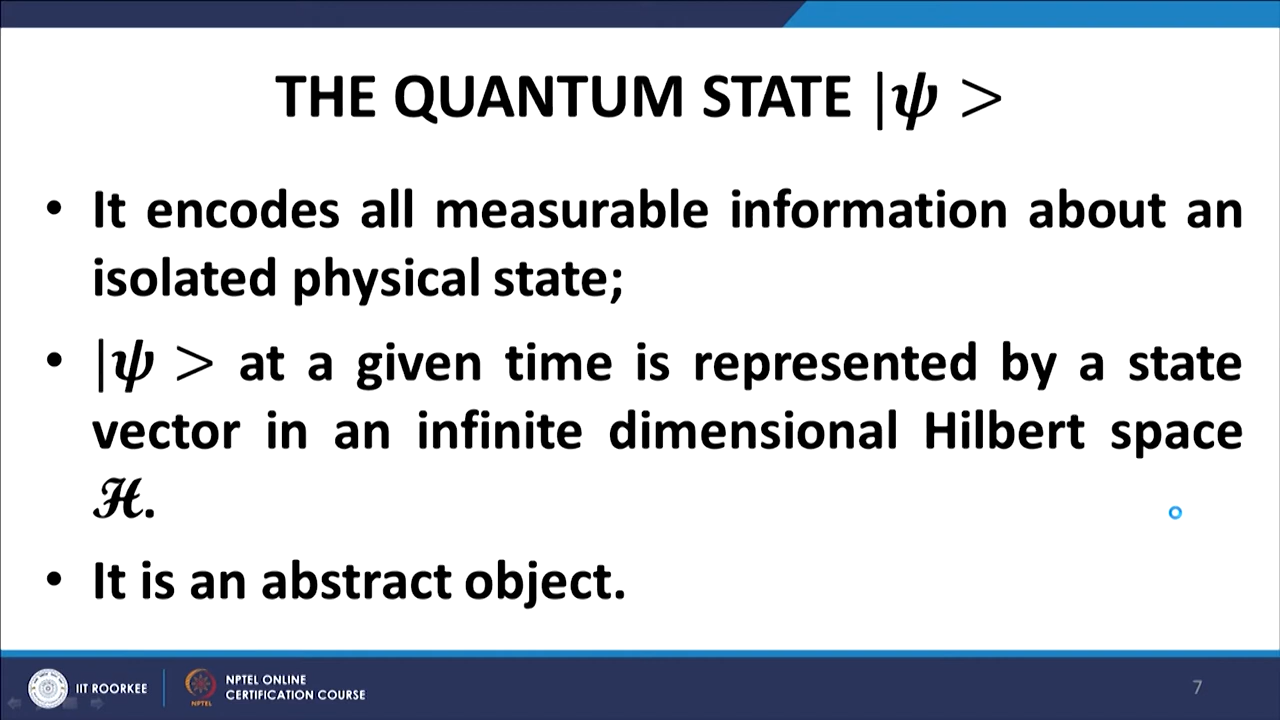 THE QUANTUM STATE |𝝍 >
• It encodes all measurable information about an
isolated physical state;
• |𝝍 > at a given time is represented by a state
vector in an infinite dimensional Hilbert space
𝓗.
• It is an abstract object.
IIT ROORKEE
NPTEL
NPTEL ONLINE
CERTIFICATION COURSE
7